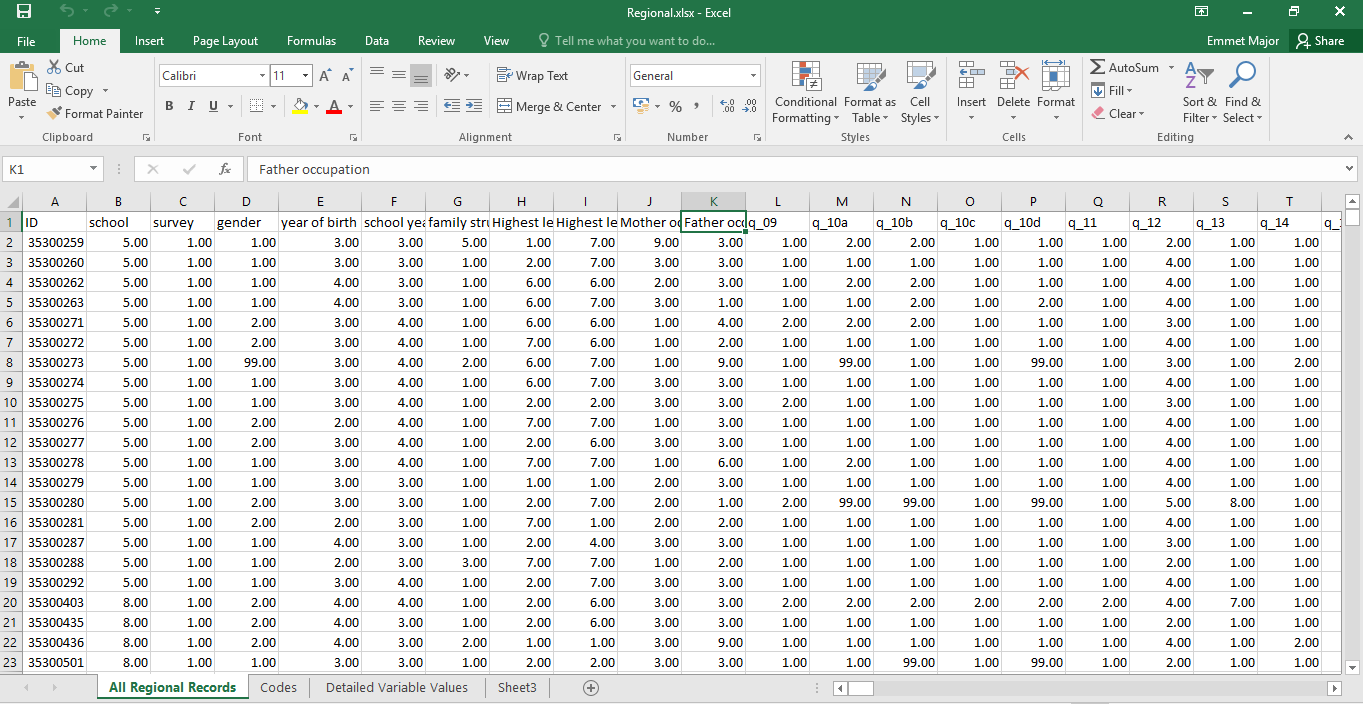 Regional.xlsx - Excel
File Home Insert Page Layout Formulas Data Review View Tell me what you want to do... Emmet Major Share
Paste Cut Copy Format Painter Clipboard
Calibri 11 A A B I U A Font
Wrap Text Merge & Center Alignment
General % , .00 .0 Number
Conditional Formatting Format as Table Cell Styles Styles
Insert Delete Format Cells
AutoSum Fill Clear Sort & Filter Find & Select Editing
K1 fx Father occupation
A B C D E F G H I J K L M N O P Q R S T
1 ID school survey gender year of birth school yea family stru Highest le Highest le Mother oc Father occ q_09 q_10a q_10b q_10c q_10d q_11 q_12 q_13 q_14
2 35300259 5.00 1.00 1.00 3.00 3.00 5.00 1.00 7.00 9.00 3.00 1.00 2.00 2.00 1.00 1.00 1.00 2.00 1.00 1.00
3 35300260 5.00 1.00 1.00 3.00 3.00 1.00 2.00 7.00 3.00 3.00 1.00 1.00 1.00 1.00 1.00 1.00 4.00 1.00 1.00
4 35300262 5.00 1.00 1.00 4.00 3.00 1.00 6.00 6.00 2.00 3.00 1.00 1.00 1.00 1.00 1.00 1.00 4.00 1.00 1.00
5 35300263 5.00 1.00 1.00 4.00 3.00 1.00 6.00 7.00 3.00 1.00 1.00 1.00 2.00 1.00 2.00 1.00 4.00 1.00 1.00
6 35300271 5.00 1.00 2.00 3.00 4.00 1.00 6.00 6.00 1.00 4.00 2.00 2.00 2.00 1.00 1.00 1.00 3.00 1.00 1.00
7 35300272 5.00 1.00 2.00 3.00 4.00 1.00 7.00 6.00 1.00 2.00 1.00 1.00 1.00 1.00 1.00 1.00 4.00 1.00 1.00
8 35300273 5.00 1.00 99.00 3.00 4.00 2.00 6.00 7.00 1.00 9.00 1.00 99.00 1.00 1.00 99.00 1.00 3.00 1.00 2.00
9 35300274 5.00 1.00 1.00 3.00 4.00 1.00 6.00 7.00 3.00 3.00 1.00 1.00 1.00 1.00 1.00 1.00 4.00 1.00 1.00
10 35300275 5.00 1.00 1.00 3.00 4.00 1.00 2.00 2.00 3.00 3.00 2.00 1.00 1.00 1.00 1.00 1.00 3.00 1.00 1.00
11 35300276 5.00 1.00 2.00 2.00 4.00 1.00 7.00 7.00 3.00 3.00 1.00 1.00 1.00 1.00 1.00 1.00 4.00 1.00 1.00
12 35300277 5.00 1.00 2.00 3.00 4.00 1.00 2.00 6.00 3.00 3.00 1.00 1.00 1.00 1.00 1.00 1.00 4.00 1.00 1.00
13 35300278 5.00 1.00 1.00 3.00 4.00 1.00 7.00 7.00 1.00 6.00 1.00 2.00 1.00 1.00 1.00 1.00 4.00 1.00 1.00
14 35300279 5.00 1.00 1.00 3.00 3.00 1.00 1.00 1.00 3.00 3.00 1.00 1.00 1.00 1.00 1.00 1.00 4.00 1.00 1.00
15 35300280 5.00 1.00 2.00 3.00 3.00 1.00 2.00 7.00 2.00 1.00 2.00 99.00 99.00 1.00 99.00 1.00 5.00 8.00 1.00
16 35300281 5.00 1.00 2.00 2.00 3.00 1.00 7.00 1.00 2.00 2.00 1.00 1.00 1.00 1.00 1.00 1.00 4.00 1.00 1.00
17 35300287 5.00 1.00 1.00 4.00 3.00 1.00 2.00 4.00 3.00 3.00 1.00 1.00 1.00 1.00 1.00 1.00 3.00 1.00 1.00
18 35300288 5.00 1.00 1.00 2.00 3.00 3.00 7.00 7.00 1.00 2.00 1.00 1.00 1.00 1.00 1.00 1.00 2.00 1.00 1.00
19 35300292 5.00 1.00 1.00 3.00 4.00 1.00 2.00 7.00 3.00 3.00 1.00 1.00 1.00 1.00 1.00 1.00 4.00 1.00 1.00
20 35300403 8.00 1.00 2.00 4.00 4.00 1.00 2.00 6.00 3.00 3.00 2.00 2.00 2.00 2.00 2.00 2.00 4.00 7.00 1.00
21 35300435 8.00 1.00 2.00 4.00 3.00 1.00 2.00 6.00 3.00 3.00 1.00 1.00 1.00 1.00 1.00 1.00 2.00 1.00 1.00
22 35300436 8.00 1.00 2.00 4.00 3.00 2.00 1.00 1.00 3.00 9.00 1.00 1.00 1.00 1.00 1.00 1.00 4.00 1.00 2.00
23 35300501 8.00 1.00 1.00 3.00 3.00 1.00 2.00 2.00 3.00 3.00 1.00 1.00 99.00 1.00 99.00 1.00 2.00 1.00 1.00
All Regional Records Codes Detailed Variable Values Sheet3